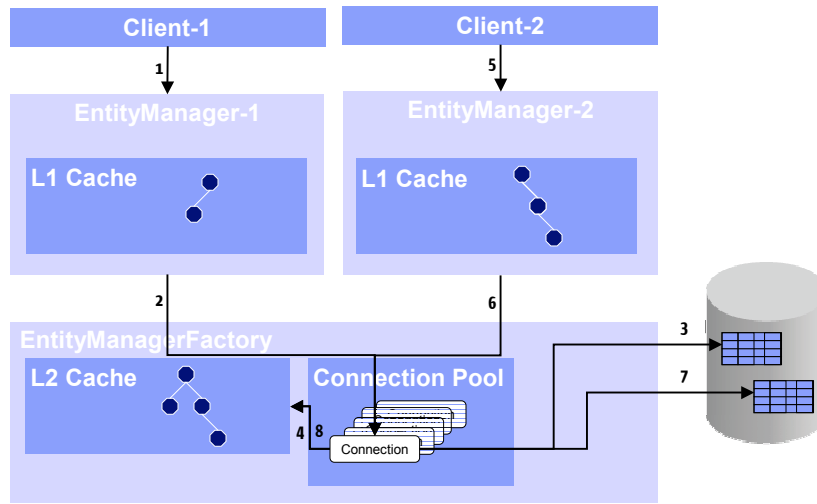 Client-1
Client-2
1
5
EntityManager-1
EntityManager-2
L1 Cache
L1 Cache
2
6
3
EntityManagerFactory
L2 Cache
Connection Pool
7
4
8
Connection